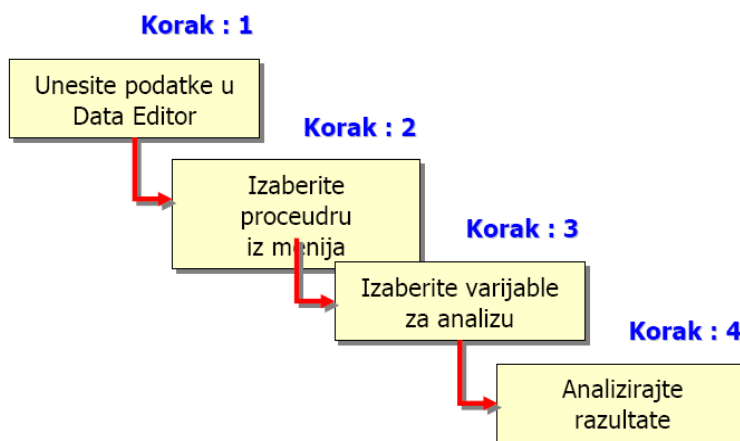 Korak : 1
Unesite podatke u
Data Editor
Korak : 2
Izaberite
proceudru
iz menija
Korak : 3
Izaberite varijable
za analizu
Korak : 4
Analizirajte
razultate